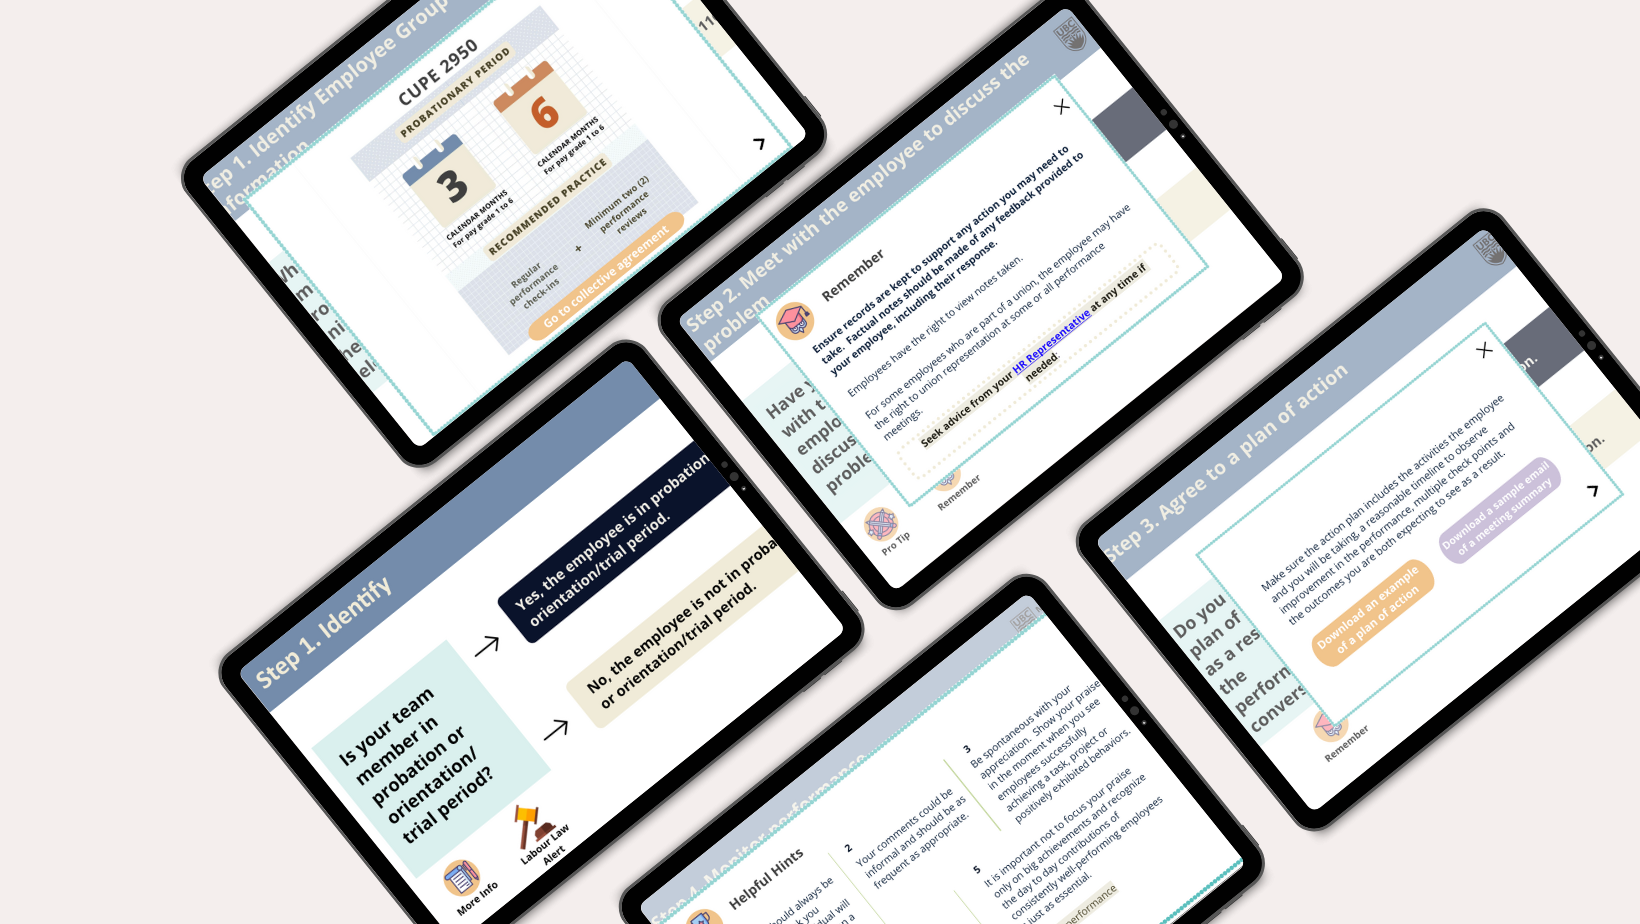 Step 1. Identify Employee Group
formation
CUPE 2950
PROBATIONARY PERIOD
3
CALENDAR MONTHS
For pay grade 1 to 6
6
CALENDAR MONTHS
For pay grade 1 to 6
RECOMMENDED PRACTICE
Regular
performance
check-ins
+
Minimum two (2)
performance
reviews
Go to collective agreement
11
UBC
Step 2. Meet with the employee to discuss the
problem
Remember
Ensure records are kept to support any action you may need to
take. Factual notes should be made of any feedback provided to
your employee, including their response.
Employees have the right to view notes taken.
For some employees who are part of a union, the employee may have
the right to union representation at some or all performance
meetings.
Seek advice from your HR Representative at any time if
needed.
Have y
with t
emplo
discus
proble
Pro Tip
Remember
Step 1. Identify
Is your team
member in
probation or
orientation/
trial period?
Yes, the employee is in probation
orientation/trial period.
No, the employee is not in proba
or orientation/trial period.
More Info
Labour Law
Alert
UBC
Step 3. Agree to a plan of action
Make sure the action plan includes the activities the employee
and you will be taking, a reasonable timeline to observe
improvement in the performance, multiple check points and
the outcomes you are both expecting to see as a result.
Download an example
of a plan of action
Download a sample email
of a meeting summary
Do you
plan of
as a res
the
perform
convers
on.
on.
Remember
UBC
Step 4. Monitor performance
Helpful Hints
ould always be
k you
dual will
n a
2
Your comments could be
informal and should be as
frequent as appropriate.
3
Be spontaneous with your
appreciation. Show your praise
in the moment when you see
employees successfully
achieving a task, project or
positively exhibited behaviors.
5
It is important not to focus your praise
only on big achievements and recognize
the day to day contributions of
consistently well-performing employees
just as essential.
performance